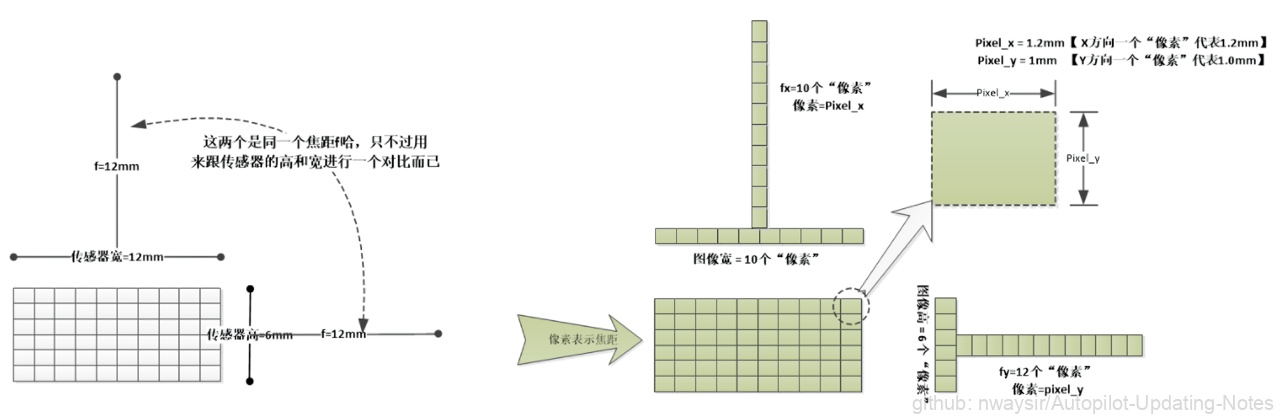 f=12mm
这两个是同一个焦距f哈，只不过用
来跟传感器的高和宽进行一个对比而已
传感器宽=12mm
传感器高=6mm
f=12mm
像素表示焦距
fx=10个“像素”
像素=Pixel_x
图像宽 = 10个“像素”
Pixel_x = 1.2mm【 X方向一个“像素”代表1.2mm】
Pixel_y = 1mm 【Y方向一个“像素”代表1.0mm】
Pixel_x
Pixel_y
图像高 = 6个“像素”
fy=12个“像素”
像素=pixel_y
github: nwaysir/Autopilot-Updating-Notes